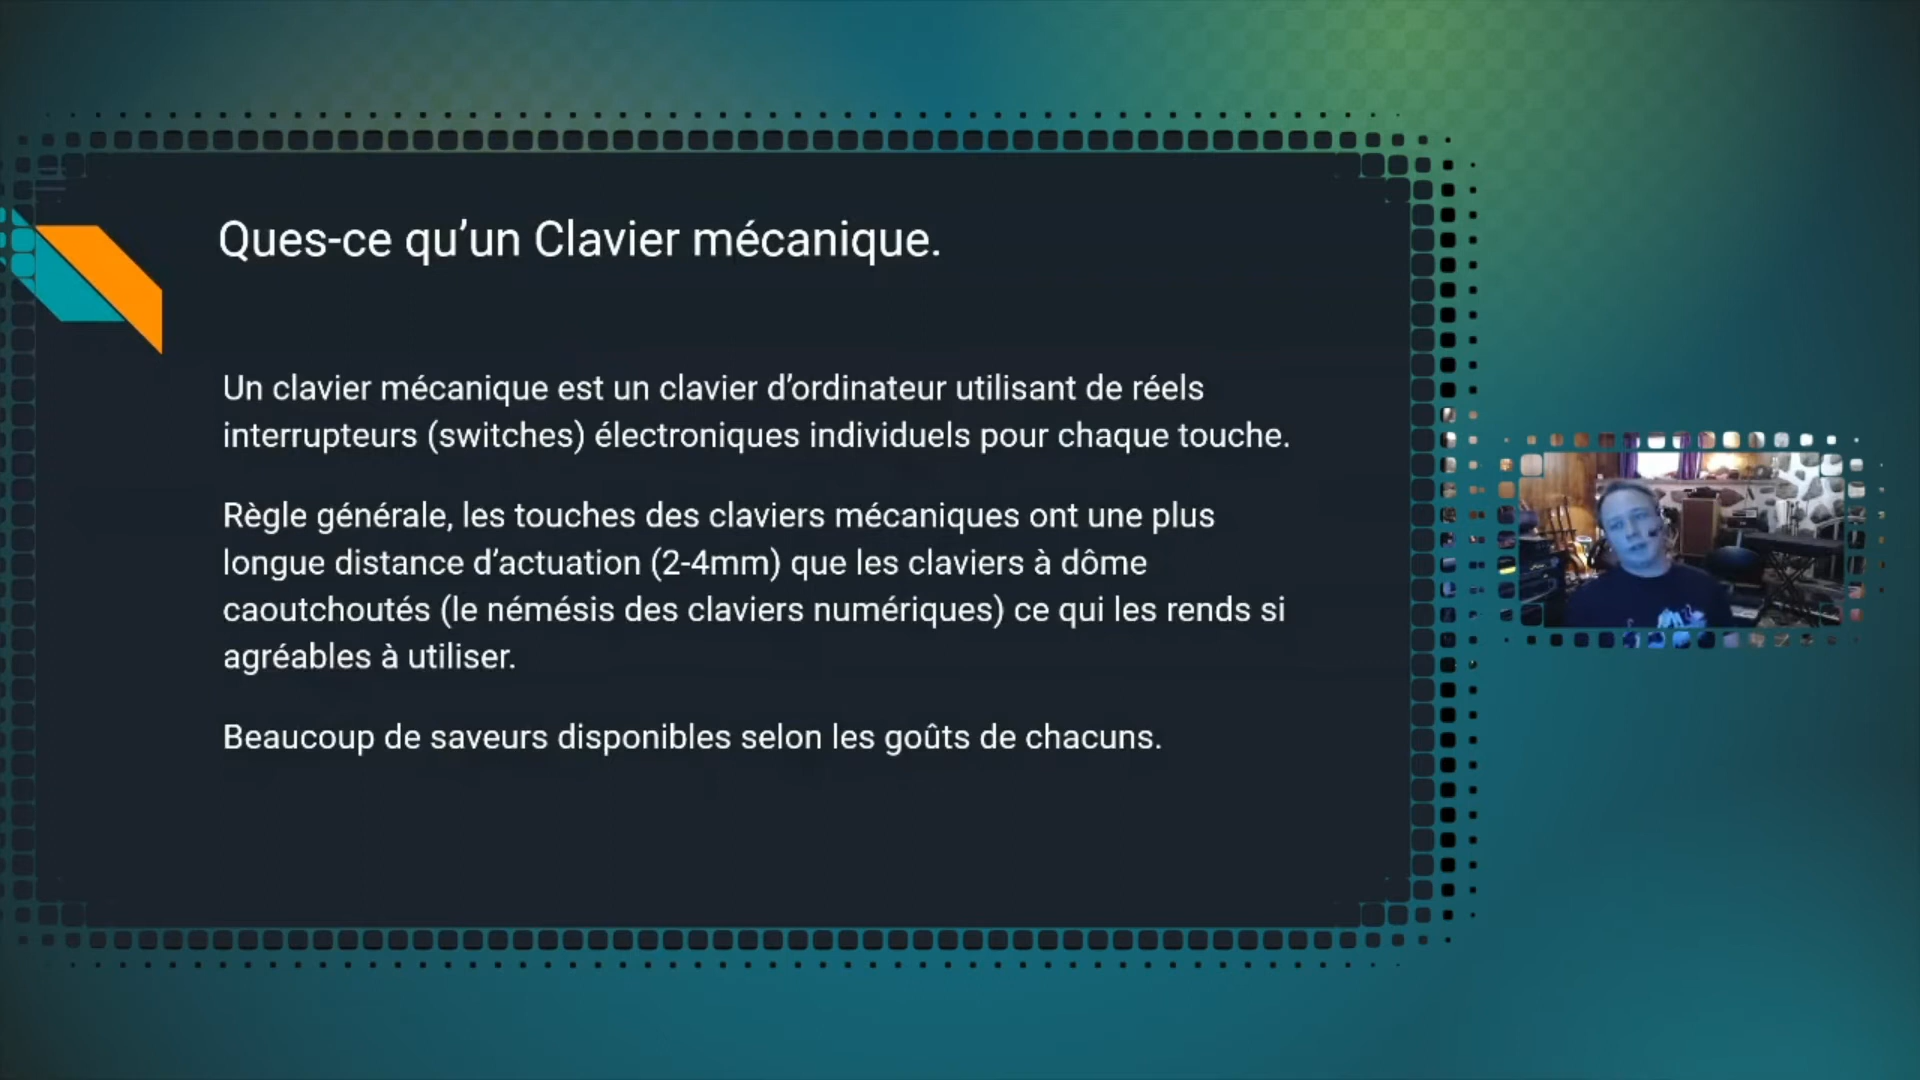 Ques-ce qu’un Clavier mécanique.
Un clavier mécanique est un clavier d’ordinateur utilisant de réels
interrupteurs (switches) électroniques individuels pour chaque touche.
Règle générale, les touches des claviers mécaniques ont une plus
longue distance d’actuation (2-4mm) que les claviers à dôme
caoutchoutés (le némésis des claviers numériques) ce qui les rends si
agréables à utiliser.
Beaucoup de saveurs disponibles selon les goûts de chacuns.